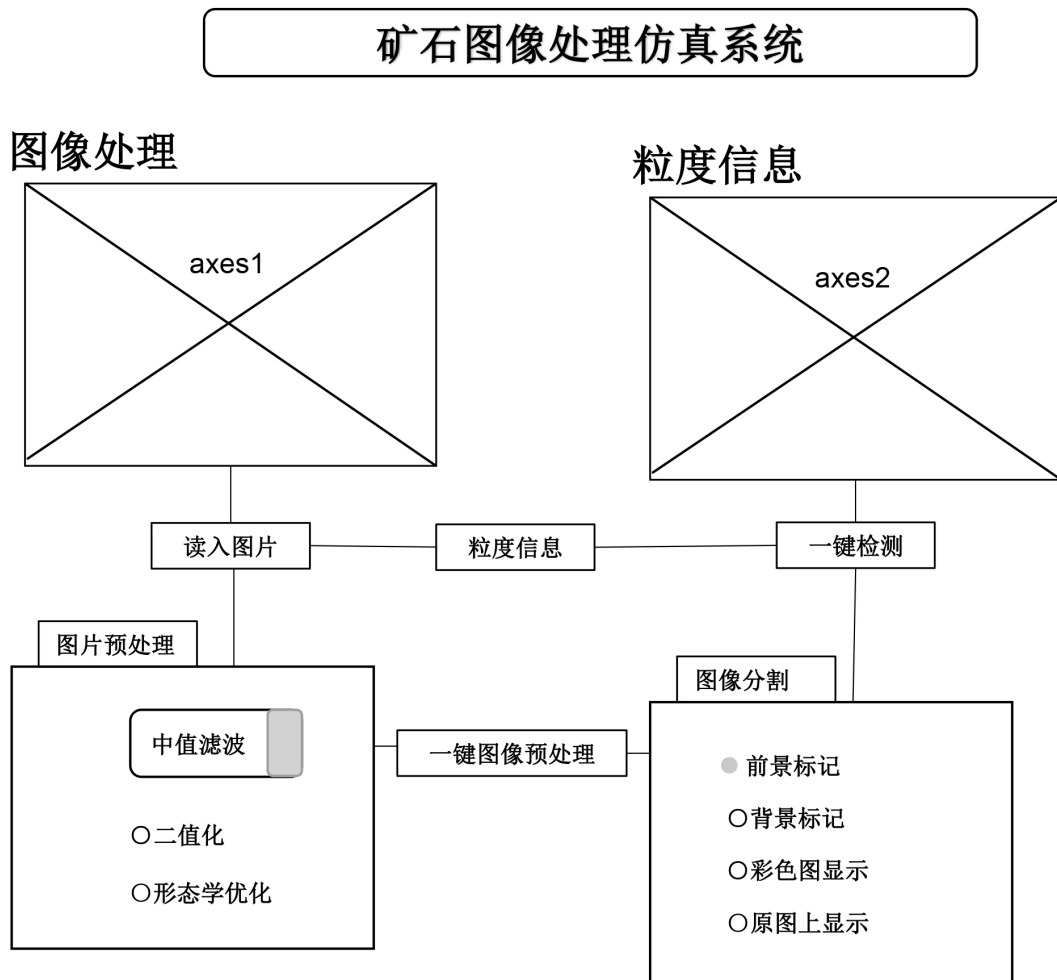 矿石图像处理仿真系统
图像处理
粒度信息
axes1
axes2
读入图片
粒度信息
一键检测
图片预处理
图像分割
中值滤波
一键图像预处理
前景标记
背景标记
二值化
彩色图显示
形态学优化
原图上显示